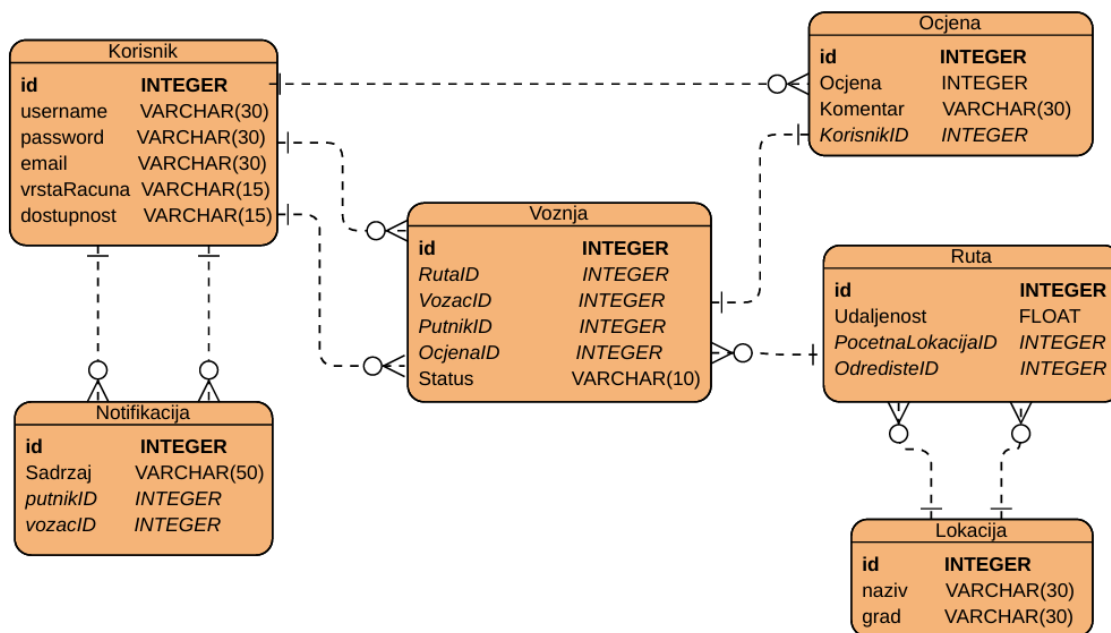 Korisnik
id INTEGER
username VARCHAR(30)
password VARCHAR(30)
email VARCHAR(30)
vrstaRacuna VARCHAR(15)
dostupnost VARCHAR(15)
Ocjena
id INTEGER
Ocjena INTEGER
Komentar VARCHAR(30)
KorisnikID INTEGER
Voznja
id INTEGER
RutaID INTEGER
VozacID INTEGER
PutnikID INTEGER
OcjenaID INTEGER
Status VARCHAR(10)
Ruta
id INTEGER
Udaljenost FLOAT
PocetnaLokacijaID INTEGER
OdredisteID INTEGER
Notifikacija
id INTEGER
Sadrzaj VARCHAR(50)
putnikID INTEGER
vozacID INTEGER
Lokacija
id INTEGER
naziv VARCHAR(30)
grad VARCHAR(30)